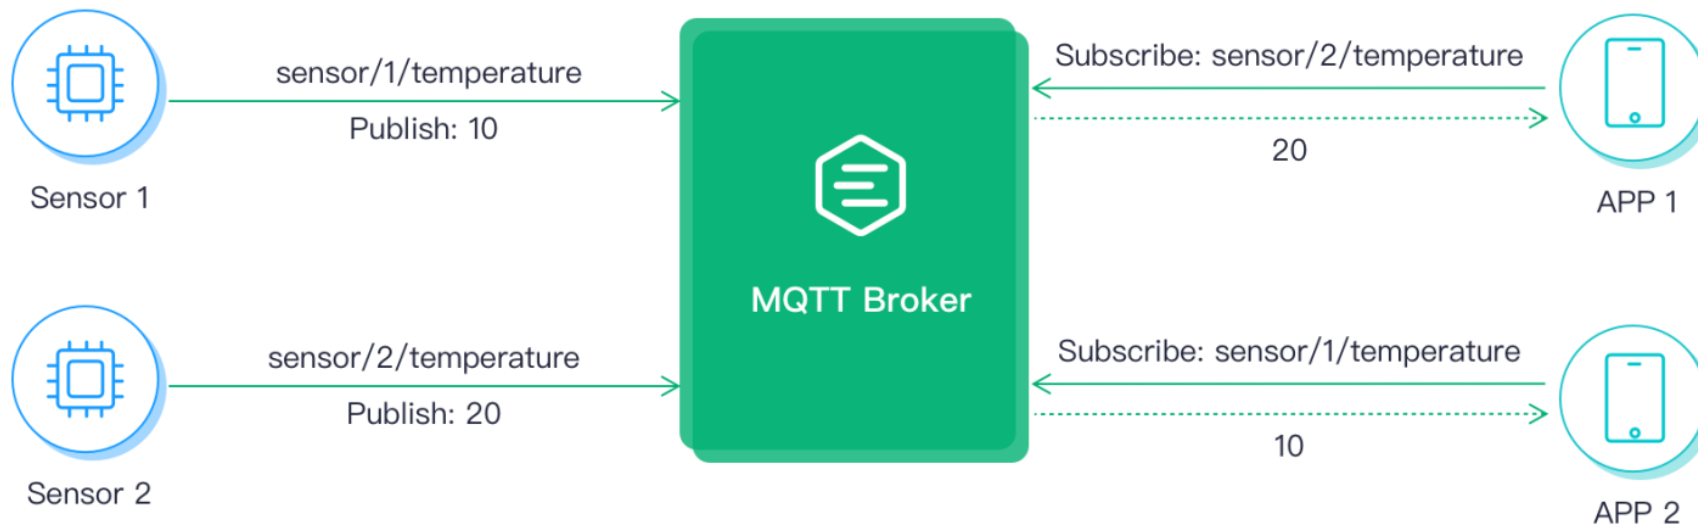 sensor/1/temperature
Publish: 10
Sensor 1
sensor/2/temperature
Publish: 20
Sensor 2
MQTT Broker
Subscribe: sensor/2/temperature
20
APP 1
Subscribe: sensor/1/temperature
10
APP 2